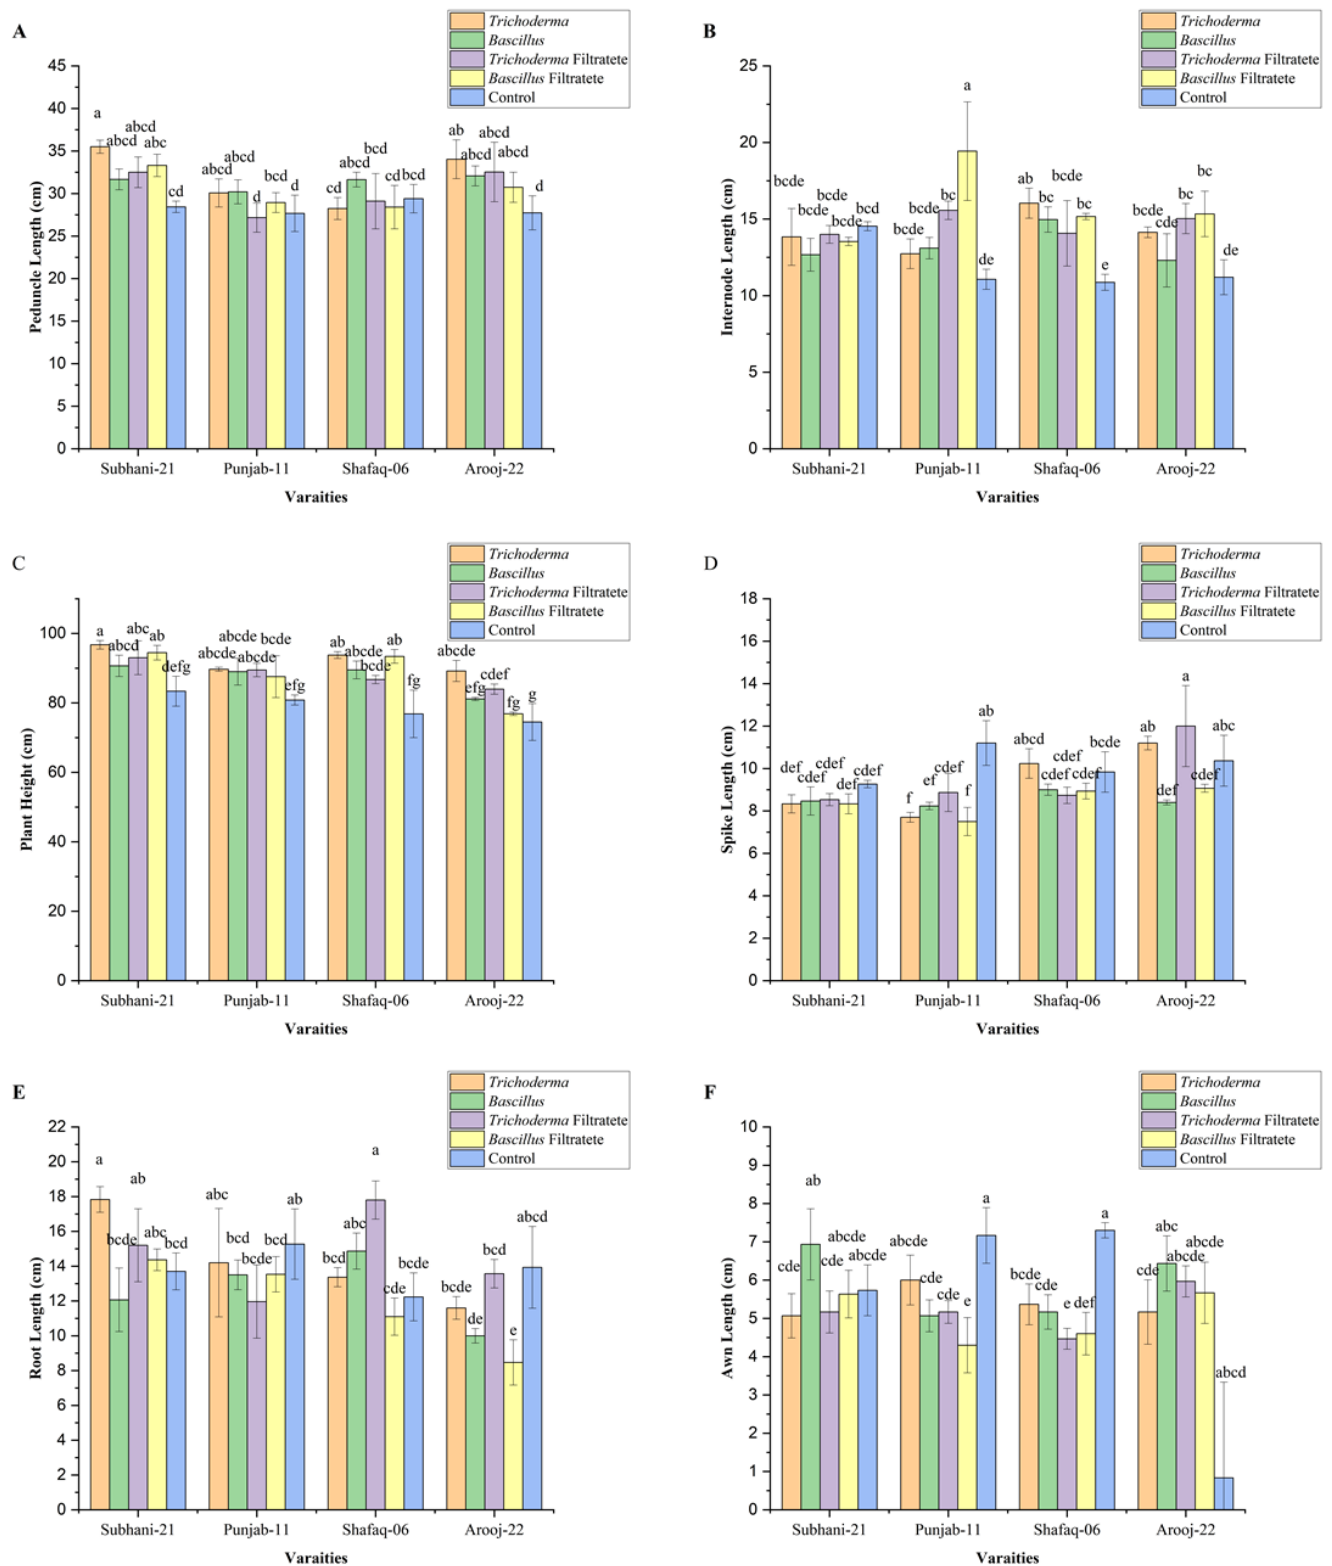 A
Trichoderma
Bascillus
Trichoderma Filtratete
Bascillus Filtratete
Control
45
40
35
30
25
20
15
10
5
0
Peduncle Length (cm)
a
abcd
abcd
abc
cd
abcd
abcd
d
bcd
d
cd
abcd
bcd
cd
bcd
ab
abcd
abcd
abcd
d
Subhani-21
Punjab-11
Shafaq-06
Arooj-22
Varaities
B
Trichoderma
Bascillus
Trichoderma Filtratete
Bascillus Filtratete
Control
25
20
15
10
5
0
Internode Length (cm)
bcde
bcde
bcde
bcde
bcd
bcde
bcde
bc
a
de
ab
bc
bcde
bc
e
bcde
cde
bc
bc
de
Subhani-21
Punjab-11
Shafaq-06
Arooj-22
Varaities
C
Trichoderma
Bascillus
Trichoderma Filtratete
Bascillus Filtratete
Control
100
80
60
40
20
0
Plant Height (cm)
a
abcd
abc
ab
defg
abcde
abcde
abcde
bcde
efg
ab
abcde
bcde
ab
fg
abcde
efg
cdef
fg
g
Subhani-21
Punjab-11
Shafaq-06
Arooj-22
Varaities
D
Trichoderma
Bascillus
Trichoderma Filtratete
Bascillus Filtratete
Control
18
16
14
12
10
8
6
4
2
0
Spike Length (cm)
def
cdef
cdef
def
cdef
f
ef
cdef
f
ab
abcd
cdef
cdef
cdef
bcde
ab
def
a
cdef
abc
Subhani-21
Punjab-11
Shafaq-06
Arooj-22
Varaities
E
Trichoderma
Bascillus
Trichoderma Filtratete
Bascillus Filtratete
Control
22
20
18
16
14
12
10
8
6
4
2
0
Root Length (cm)
a
bcde
ab
abc
bcd
abc
bcd
bcde
bcd
ab
bcd
abc
a
cde
bcde
bcde
de
bcd
e
abcd
Subhani-21
Punjab-11
Shafaq-06
Arooj-22
Varaities
F
Trichoderma
Bascillus
Trichoderma Filtratete
Bascillus Filtratete
Control
10
9
8
7
6
5
4
3
2
1
0
Awn Length (cm)
cde
ab
cde
abcde
abcde
abcde
cde
cde
e
a
bcde
cde
e
def
a
cde
abc
abcde
abcde
abcd
Subhani-21
Punjab-11
Shafaq-06
Arooj-22
Varaities